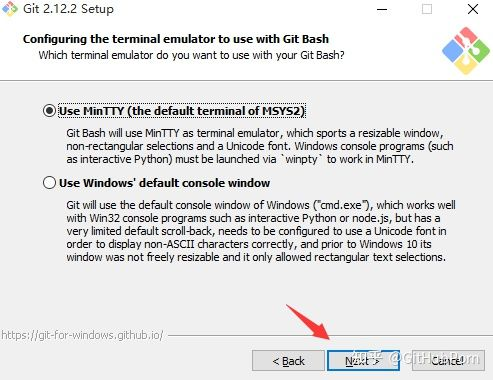 Git 2.12.2 Setup
Configuring the terminal emulator to use with Git Bash
Which terminal emulator do you want to use with your Git Bash?
Use MinTTY (the default terminal of MSYS2)
Git Bash will use MinTTY as terminal emulator, which sports a resizable window,
non-rectangular selections and a Unicode font. Windows console programs (such
as interactive Python) must be launched via `winpty` to work in MinTTY.
Use Windows' default console window
Git will use the default console window of Windows ("cmd.exe"), which works well
with Win32 console programs such as interactive Python or node.js, but has a
very limited default scroll-back, needs to be configured to use a Unicode font in
order to display non-ASCII characters correctly, and prior to Windows 10 its
window was not freely resizable and it only allowed rectangular text selections.
https://git-for-windows.github.io/
< Back
Next >
Cancel
知乎